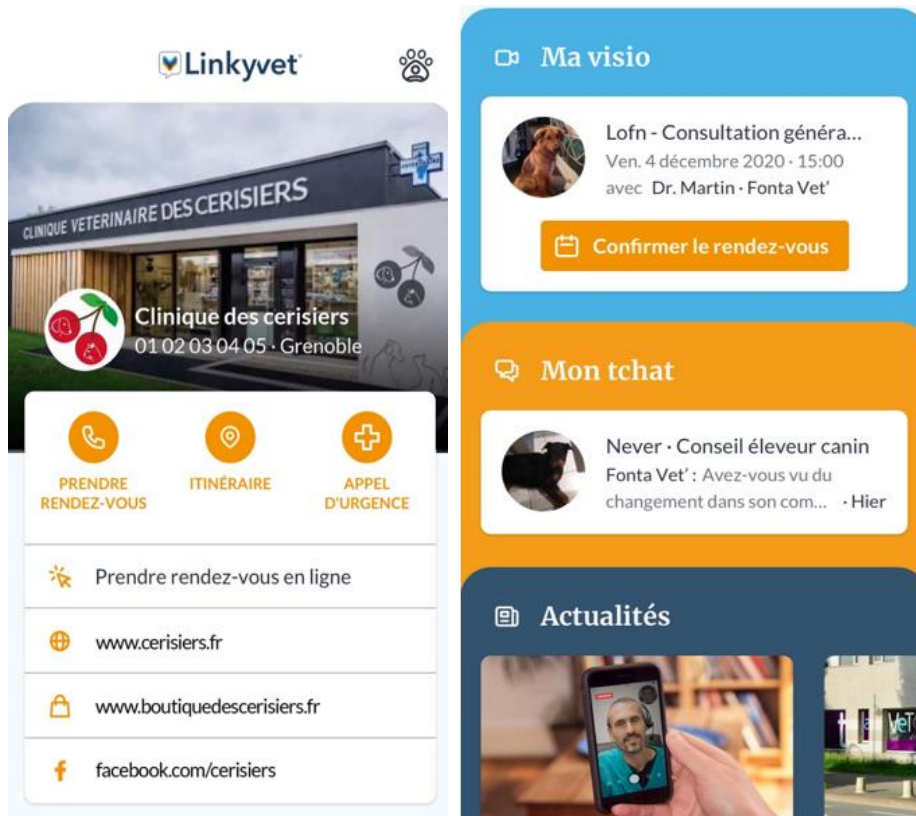 Linkyvet
CLINIQUE VETERINAIRE DES CERISIERS
VETERINAIRE
Clinique des cerisiers
01 02 03 04 05 · Grenoble
PRENDRE
RENDEZ-VOUS
ITINÉRAIRE
APPEL
D'URGENCE
Prendre rendez-vous en ligne
www.cerisiers.fr
www.boutiquedescerisiers.fr
facebook.com/cerisiers
Ma visio
Lofn - Consultation généra...
Ven. 4 décembre 2020 · 15:00
avec Dr. Martin · Fonta Vet'
Confirmer le rendez-vous
Mon tchat
Never · Conseil éleveur canin
Fonta Vet' : Avez-vous vu du
changement dans son com... · Hier
Actualités